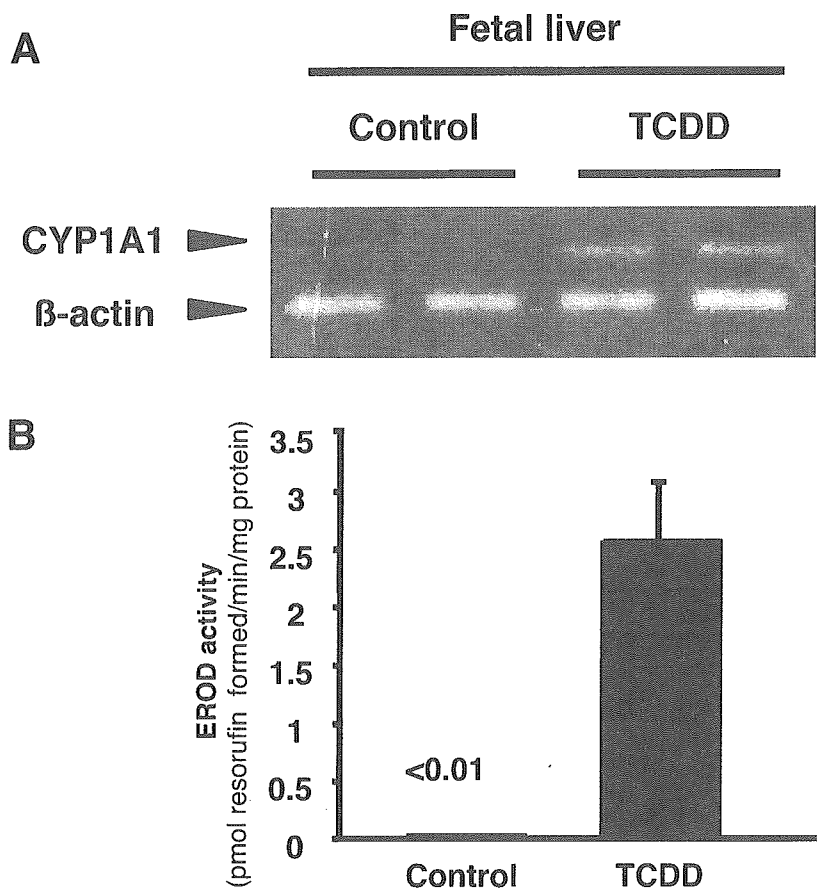 A
Fetal liver
Control TCDD
CYP1A1
ß-actin
B
EROD activity
(pmol resorufin formed/min/mg protein)
3.5
3
2.5
2
1.5
1
0.5
0
<0.01
Control TCDD